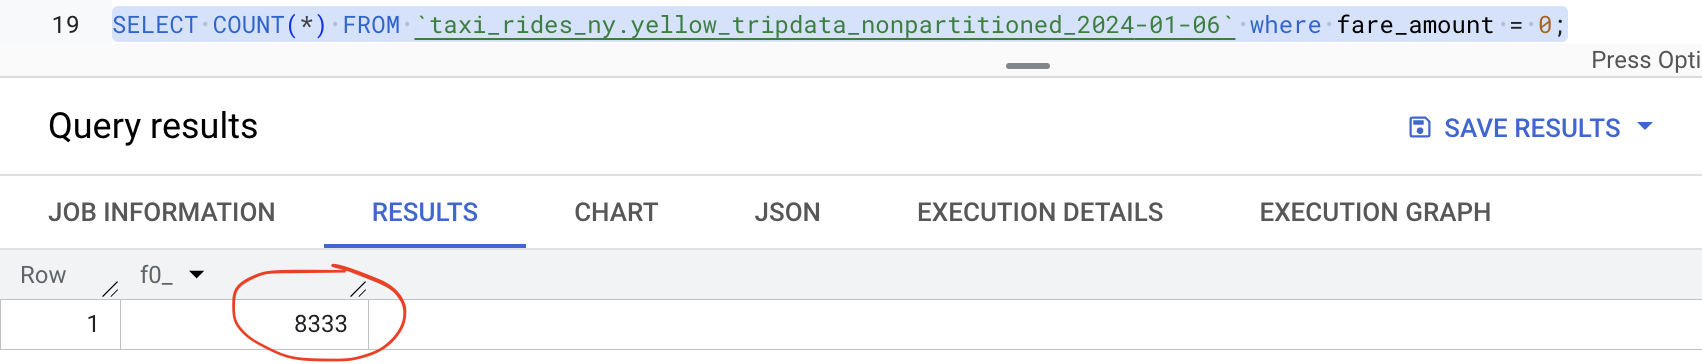 19 SELECT COUNT(*) FROM `taxi_rides_ny.yellow_tripdata_nonpartitioned_2024-01-06` where fare_amount = 0;
Press Opti
Query results
SAVE RESULTS
JOB INFORMATION RESULTS CHART JSON EXECUTION DETAILS EXECUTION GRAPH
Row f0_
1 8333